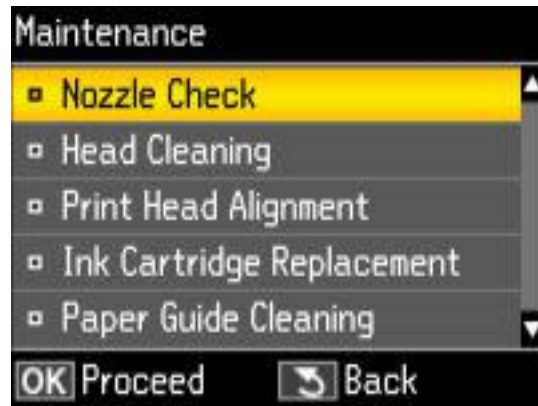 Maintenance
Nozzle Check
Head Cleaning
Print Head Alignment
Ink Cartridge Replacement
Paper Guide Cleaning
OK Proceed Back